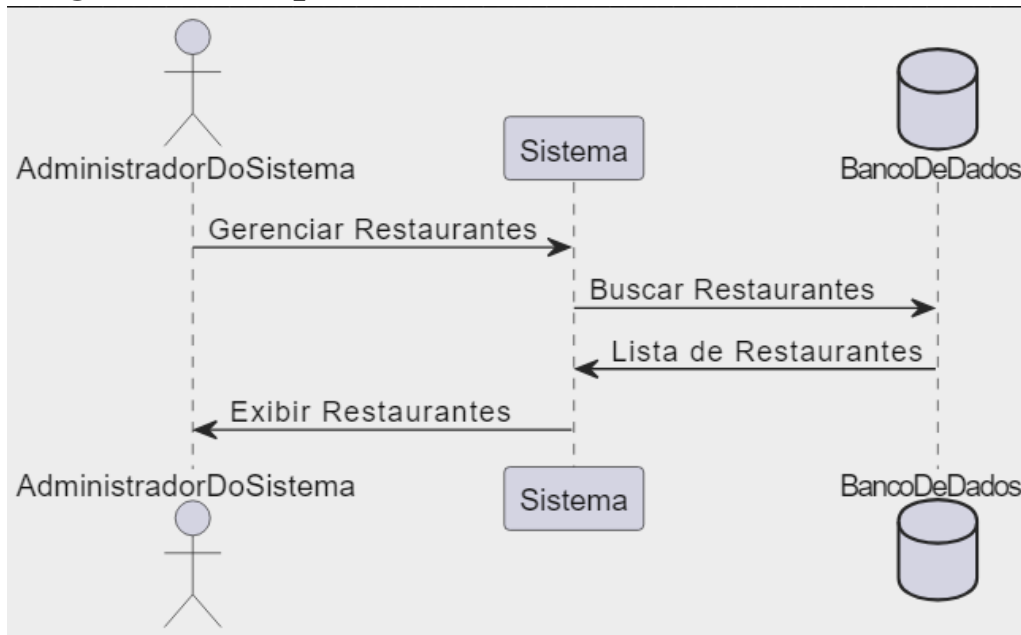 AdministradorDoSistema
Sistema
BancoDeDados
Gerenciar Restaurantes
Buscar Restaurantes
Lista de Restaurantes
Exibir Restaurantes
AdministradorDoSistema
Sistema
BancoDeDados